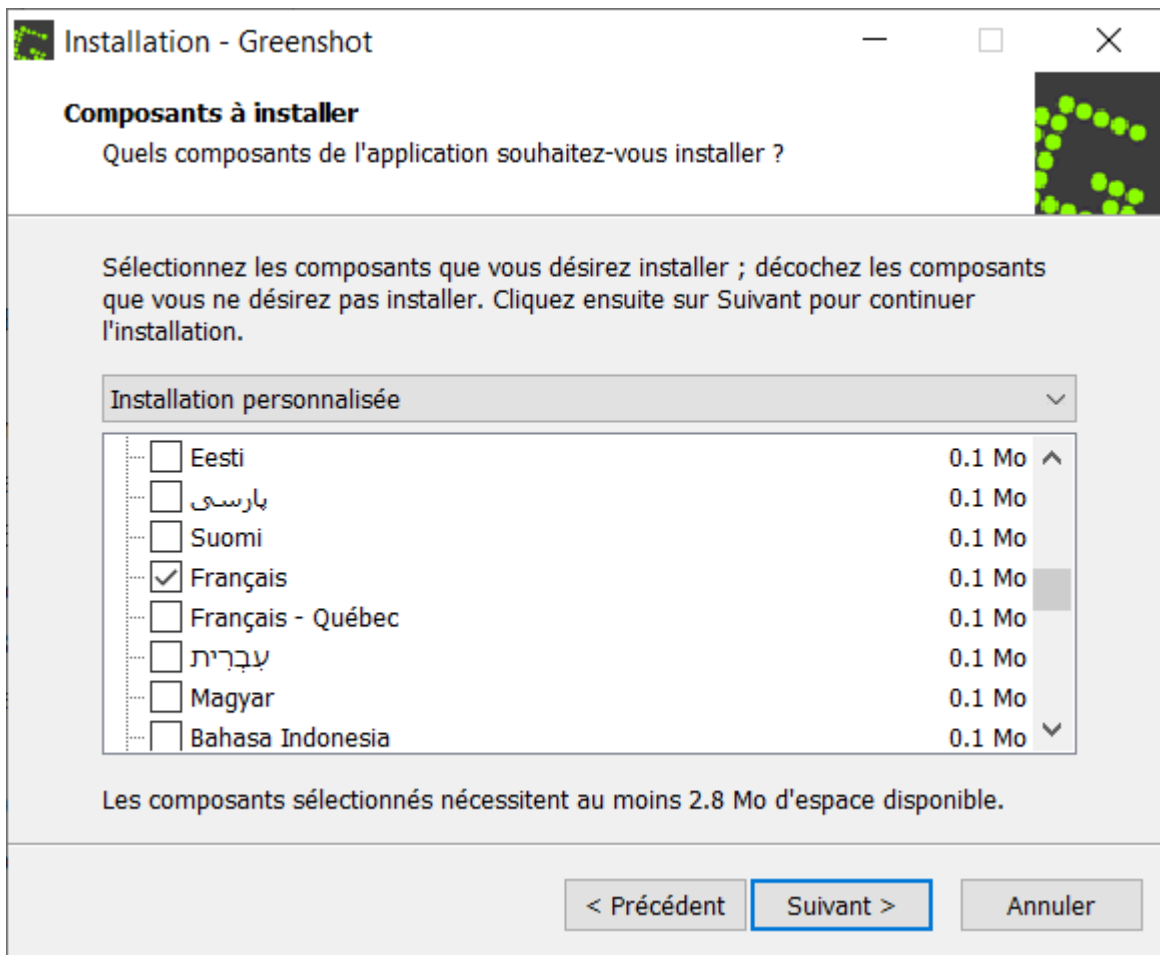 Installation - Greenshot
Composants à installer
Quels composants de l'application souhaitez-vous installer ?
Sélectionnez les composants que vous désirez installer ; décochez les composants
que vous ne désirez pas installer. Cliquez ensuite sur Suivant pour continuer
l'installation.
Installation personnalisée
Eesti 0.1 Mo
پارسی 0.1 Mo
Suomi 0.1 Mo
Français 0.1 Mo
Français - Québec 0.1 Mo
עִבְרִית 0.1 Mo
Magyar 0.1 Mo
Bahasa Indonesia 0.1 Mo
Les composants sélectionnés nécessitent au moins 2.8 Mo d'espace disponible.
< Précédent Suivant > Annuler